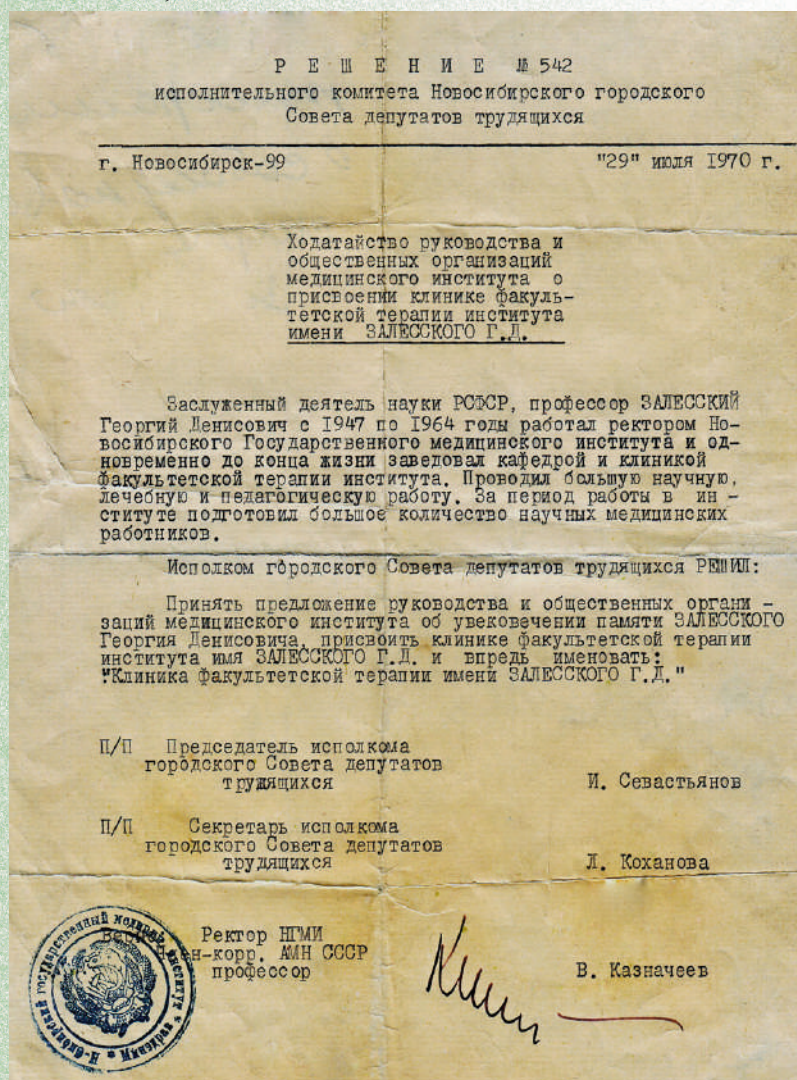 Р Е Ш Е Н И Е № 542
исполнительного комитета Новосибирского городского
Совета депутатов трудящихся
г. Новосибирск-99 "29" июля 1970 г.
Ходатайство руководства и
общественных организаций
медицинского института о
присвоении клинике факуль-
тетской терапии института
имени ЗАЛЕССКОГО Г.Д.
Заслуженный деятель науки РСФСР, профессор ЗАЛЕССКИЙ
Георгий Денисович с 1947 по 1964 годы работал ректором Но-
восибирского Государственного медицинского института и од-
новременно до конца жизни заведовал кафедрой и клиникой
факультетской терапии института. Проводил большую научную,
лечебную и педагогическую работу. За период работы в ин -
ституте подготовил большое количество научных медицинских
работников.
Исполком городского Совета депутатов трудящихся РЕШИЛ:
Принять предложение руководства и общественных органи -
заций медицинского института об увековечении памяти ЗАЛЕССКОГО
Георгия Денисовича, присвоить клинике факультетской терапии
института имя ЗАЛЕССКОГО Г.Д. и впредь именовать:
"Клиника факультетской терапии имени ЗАЛЕССКОГО Г.Д."
П/П Председатель исполкома
городского Совета депутатов
трудящихся И. Севастьянов
П/П Секретарь исполкома
городского Совета депутатов
трудящихся Л. Коханова
Ректор НГМИ
член-корр. АМН СССР
профессор В. Казначеев
Н-бирский государственный медицин. институт * Минздрав *